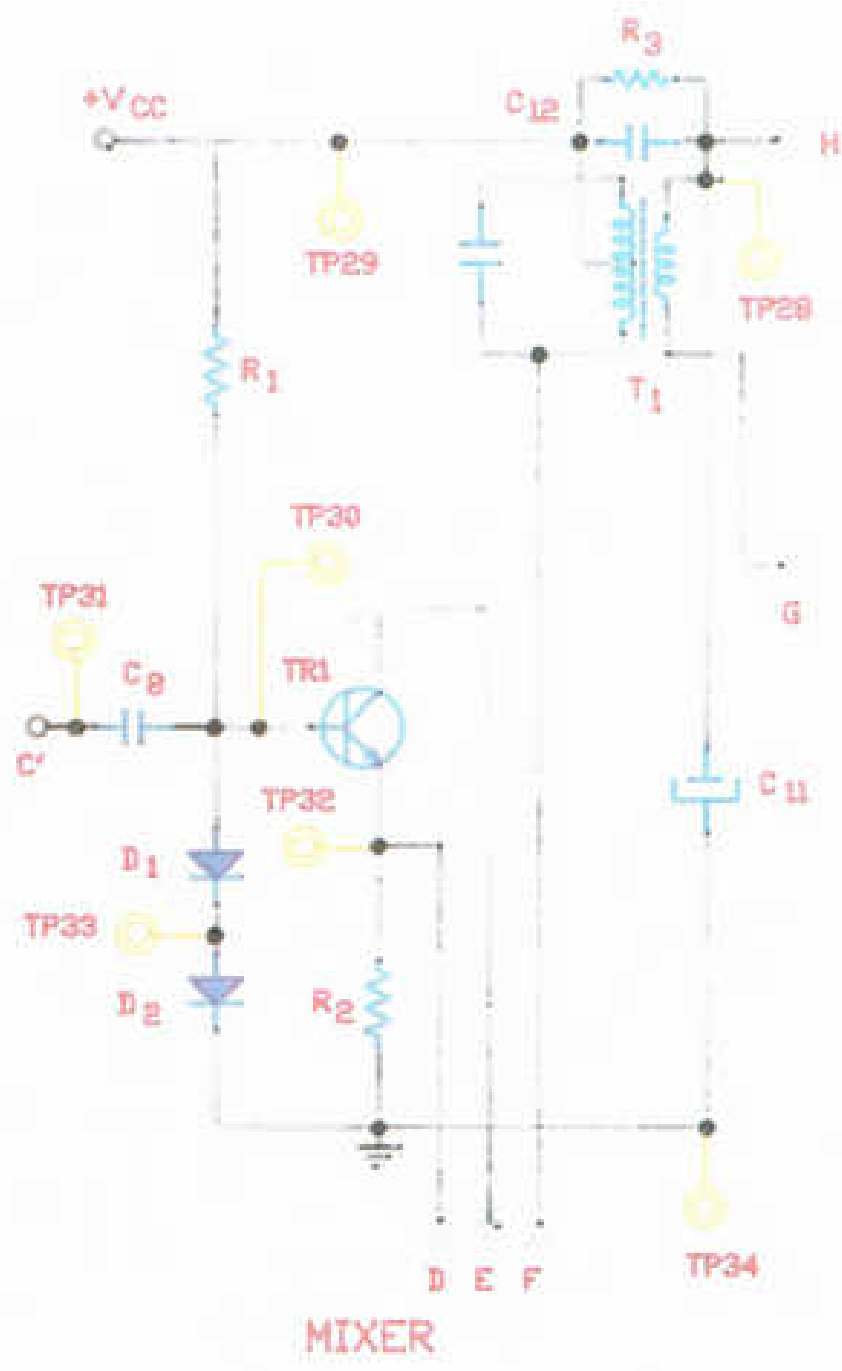 R3
+VCC
C12
H
TP29
TP28
R1
T1
TP30
TP31
G
C8
TR1
C'
TP32
C11
D1
TP33
D2
R2
TP34
D E F
MIXER